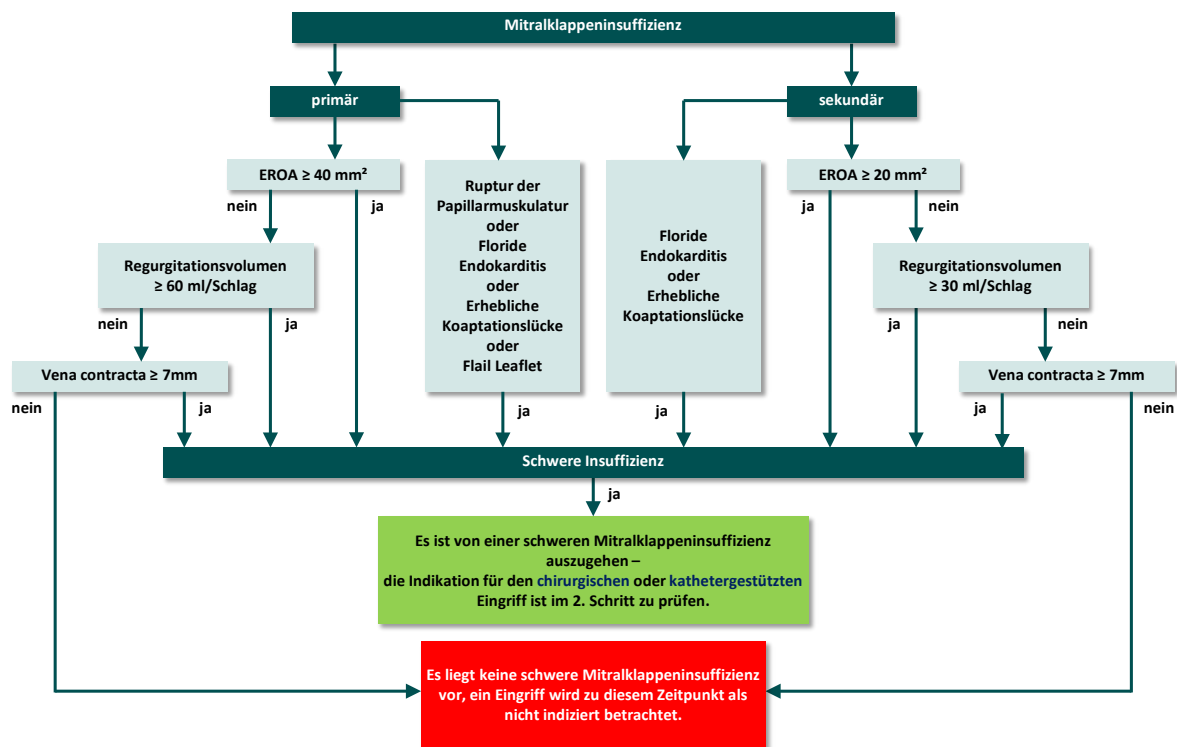 Mitralklappeninsuffizienz
primär
sekundär
EROA ≥ 40 mm²
nein
ja
Ruptur der
Papillarmuskulatur
oder
Floride
Endokarditis
oder
Erhebliche
Koaptationslücke
oder
Flail Leaflet
Floride
Endokarditis
oder
Erhebliche
Koaptationslücke
EROA ≥ 20 mm²
ja
nein
Regurgitationsvolumen
≥ 60 ml/Schlag
nein
ja
Regurgitationsvolumen
≥ 30 ml/Schlag
ja
nein
Vena contracta ≥ 7mm
nein
ja
ja
ja
Vena contracta ≥ 7mm
ja
nein
Schwere Insuffizienz
ja
Es ist von einer schweren Mitralklappeninsuffizienz
auszugehen –
die Indikation für den chirurgischen oder kathetergestützten
Eingriff ist im 2. Schritt zu prüfen.
Es liegt keine schwere Mitralklappeninsuffizienz
vor, ein Eingriff wird zu diesem Zeitpunkt als
nicht indiziert betrachtet.